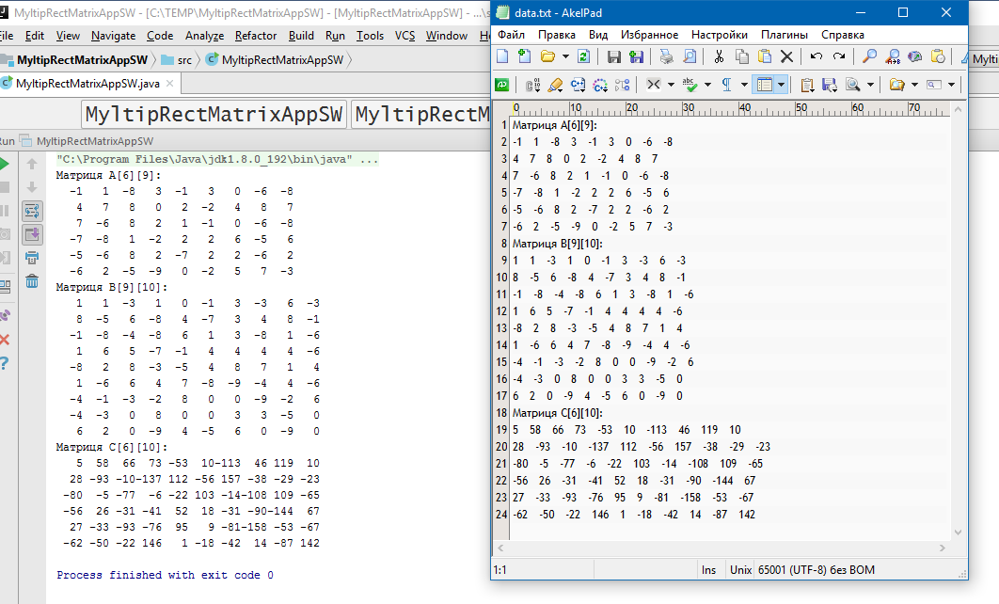 MyltipRectMatrixAppSW - [C:\TEMP\MyltipRectMatrixAppSW] - [MyltipRectMatrixAppSW] - ...\s
File Edit View Navigate Code Analyze Refactor Build Run Tools VCS Window
MyltipRectMatrixAppSW src MyltipRectMatrixAppSW
MyltipRectMatrixAppSW.java
MyltipRectMatrixAppSW MyltipRectM
Run MyltipRectMatrixAppSW
"C:\Program Files\Java\jdk1.8.0_192\bin\java" ...
Матриця A[6][9]:
-1 1 -8 3 -1 3 0 -6 -8
4 7 8 0 2 -2 4 8 7
7 -6 8 2 1 -1 0 -6 -8
-7 -8 1 -2 2 2 6 -5 6
-5 -6 8 2 -7 2 2 -6 2
-6 2 -5 -9 0 -2 5 7 -3
Матриця B[9][10]:
1 1 -3 1 0 -1 3 -3 6 -3
8 -5 6 -8 4 -7 3 4 8 -1
-1 -8 -4 -8 6 1 3 -8 1 -6
1 6 5 -7 -1 4 4 4 4 -6
-8 2 8 -3 -5 4 8 7 1 4
1 -6 6 4 7 -8 -9 -4 4 -6
-4 -1 -3 -2 8 0 0 -9 -2 6
-4 -3 0 8 0 0 3 3 -5 0
6 2 0 -9 4 -5 6 0 -9 0
Матриця C[6][10]:
5 58 66 73 -53 10-113 46 119 10
28 -93 -10-137 112 -56 157 -38 -29 -23
-80 -5 -77 -6 -22 103 -14-108 109 -65
-56 26 -31 -41 52 18 -31 -90-144 67
27 -33 -93 -76 95 9 -81-158 -53 -67
-62 -50 -22 146 1 -18 -42 14 -87 142
Process finished with exit code 0
data.txt - AkelPad
Файл Правка Вид Избранное Настройки Плагины Справка
0 10 20 30 40 50 60 70
1 Матриця A[6][9]:
2 -1 1 -8 3 -1 3 0 -6 -8
3 4 7 8 0 2 -2 4 8 7
4 7 -6 8 2 1 -1 0 -6 -8
5 -7 -8 1 -2 2 2 6 -5 6
6 -5 -6 8 2 -7 2 2 -6 2
7 -6 2 -5 -9 0 -2 5 7 -3
8 Матриця B[9][10]:
9 1 1 -3 1 0 -1 3 -3 6 -3
10 8 -5 6 -8 4 -7 3 4 8 -1
11 -1 -8 -4 -8 6 1 3 -8 1 -6
12 1 6 5 -7 -1 4 4 4 4 -6
13 -8 2 8 -3 -5 4 8 7 1 4
14 1 -6 6 4 7 -8 -9 -4 4 -6
15 -4 -1 -3 -2 8 0 0 -9 -2 6
16 -4 -3 0 8 0 0 3 3 -5 0
17 6 2 0 -9 4 -5 6 0 -9 0
18 Матриця C[6][10]:
19 5 58 66 73 -53 10 -113 46 119 10
20 28 -93 -10 -137 112 -56 157 -38 -29 -23
21 -80 -5 -77 -6 -22 103 -14 -108 109 -65
22 -56 26 -31 -41 52 18 -31 -90 -144 67
23 27 -33 -93 -76 95 9 -81 -158 -53 -67
24 -62 -50 -22 146 1 -18 -42 14 -87 142
1:1 Ins Unix 65001 (UTF-8) без BOM
Mylti